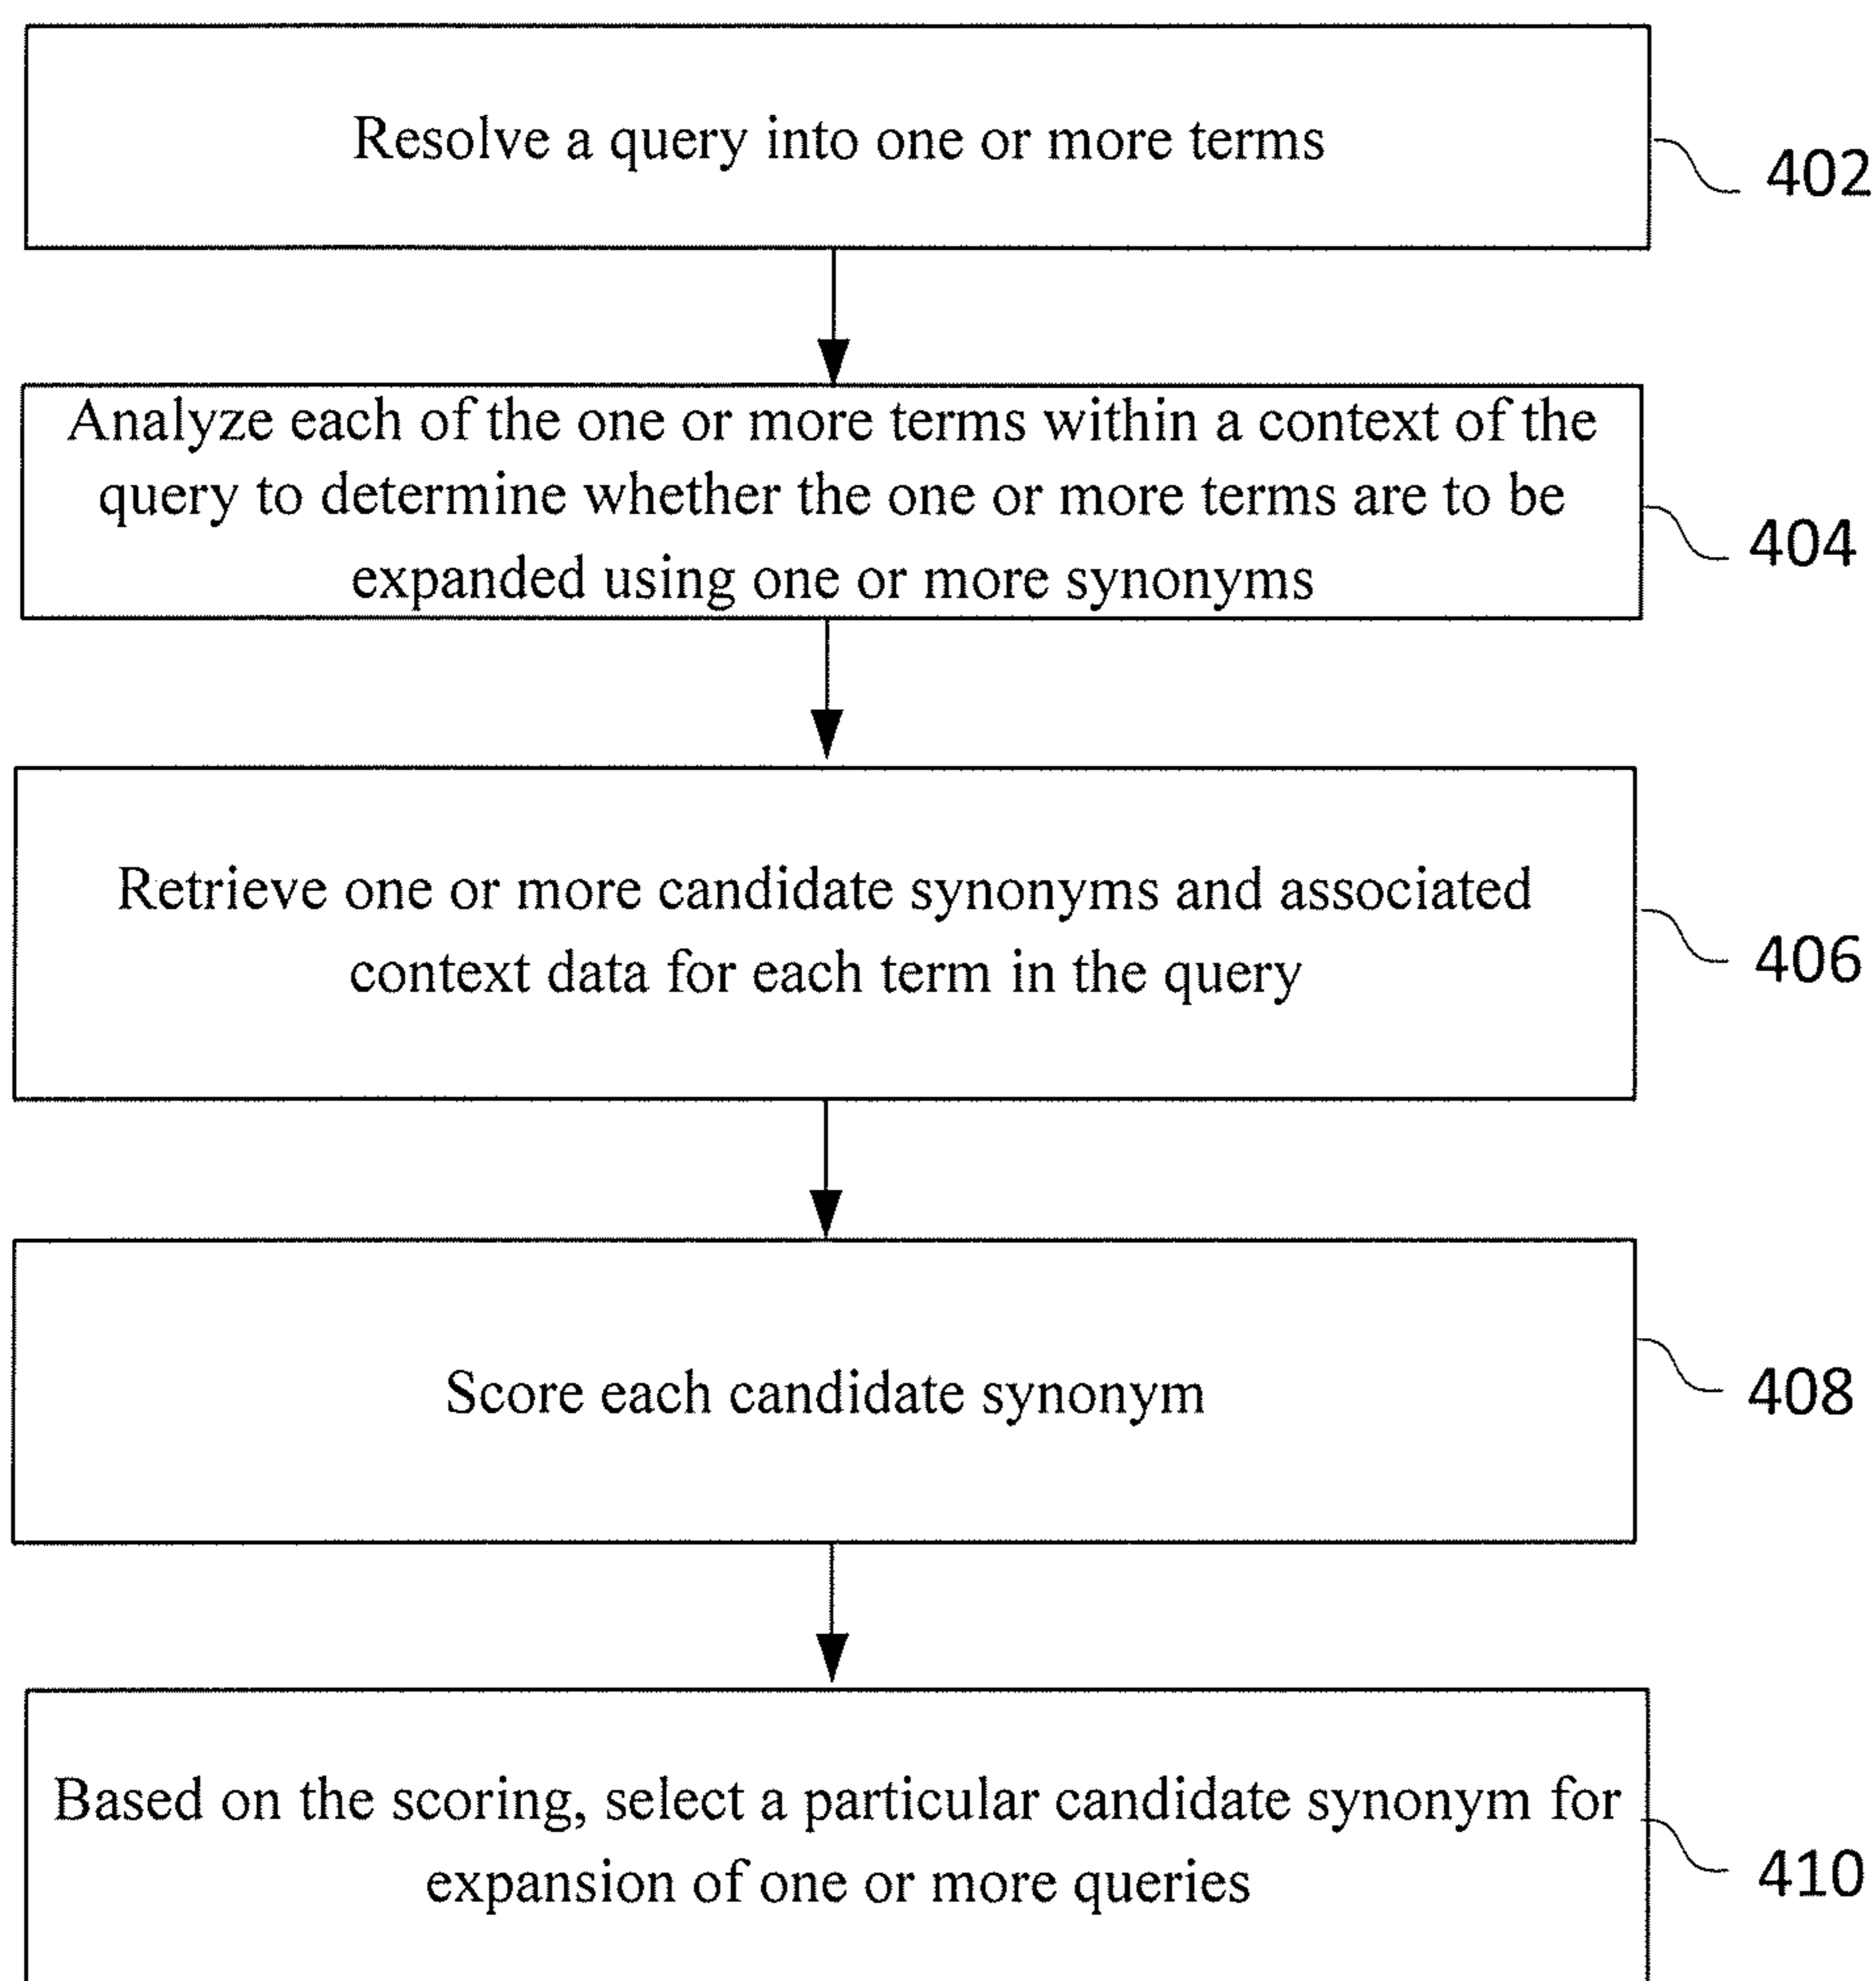 Resolve a query into one or more terms
402
Analyze each of the one or more terms within a context of the
query to determine whether the one or more terms are to be
expanded using one or more synonyms
404
Retrieve one or more candidate synonyms and associated
context data for each term in the query
406
Score each candidate synonym
408
Based on the scoring, select a particular candidate synonym for
expansion of one or more queries
410